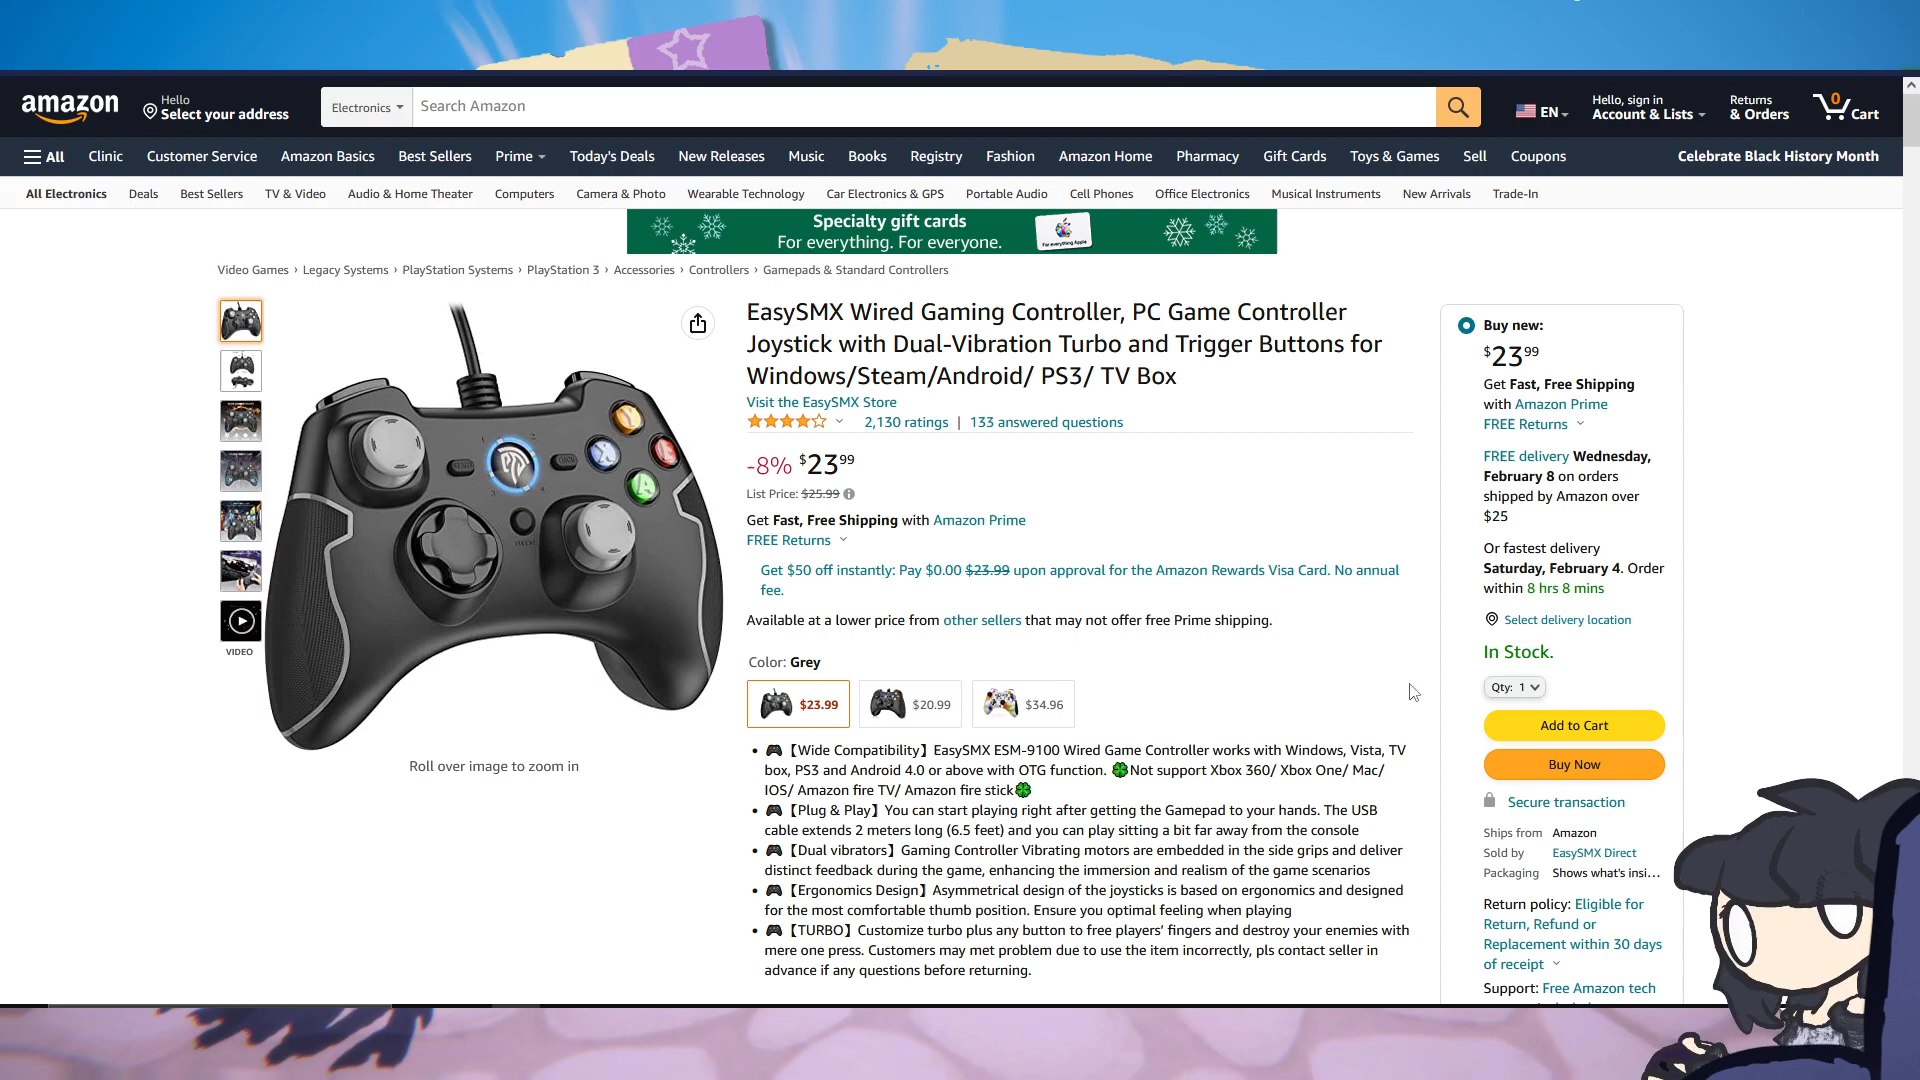 amazon
Hello
Select your address
Electronics
Search Amazon
EN
Hello, sign in
Account & Lists
Returns
& Orders
0
Cart
All
Clinic
Customer Service
Amazon Basics
Best Sellers
Prime
Today's Deals
New Releases
Music
Books
Registry
Fashion
Amazon Home
Pharmacy
Gift Cards
Toys & Games
Sell
Coupons
Celebrate Black History Month
All Electronics
Deals
Best Sellers
TV & Video
Audio & Home Theater
Computers
Camera & Photo
Wearable Technology
Car Electronics & GPS
Portable Audio
Cell Phones
Office Electronics
Musical Instruments
New Arrivals
Trade-In
Specialty gift cards
For everything. For everyone.
For everything Apple
Video Games › Legacy Systems › PlayStation Systems › PlayStation 3 › Accessories › Controllers › Gamepads & Standard Controllers
VIDEO
Y
X
B
A
Roll over image to zoom in
EasySMX Wired Gaming Controller, PC Game Controller
Joystick with Dual-Vibration Turbo and Trigger Buttons for
Windows/Steam/Android/ PS3/ TV Box
Visit the EasySMX Store
2,130 ratings | 133 answered questions
-8% $23 99
List Price: $25.99
Get Fast, Free Shipping with Amazon Prime
FREE Returns
Get $50 off instantly: Pay $0.00 $23.99 upon approval for the Amazon Rewards Visa Card. No annual
fee.
Available at a lower price from other sellers that may not offer free Prime shipping.
Color: Grey
$23.99
$20.99
$34.96
• 🎮【Wide Compatibility】EasySMX ESM-9100 Wired Game Controller works with Windows, Vista, TV
box, PS3 and Android 4.0 or above with OTG function. 🍀Not support Xbox 360/ Xbox One/ Mac/
IOS/ Amazon fire TV/ Amazon fire stick🍀
• 🎮【Plug & Play】You can start playing right after getting the Gamepad to your hands. The USB
cable extends 2 meters long (6.5 feet) and you can play sitting a bit far away from the console
• 🎮【Dual vibrators】Gaming Controller Vibrating motors are embedded in the side grips and deliver
distinct feedback during the game, enhancing the immersion and realism of the game scenarios
• 🎮【Ergonomics Design】Asymmetrical design of the joysticks is based on ergonomics and designed
for the most comfortable thumb position. Ensure you optimal feeling when playing
• 🎮【TURBO】Customize turbo plus any button to free players' fingers and destroy your enemies with
mere one press. Customers may met problem due to use the item incorrectly, pls contact seller in
advance if any questions before returning.
Buy new:
$23 99
Get Fast, Free Shipping
with Amazon Prime
FREE Returns
FREE delivery Wednesday,
February 8 on orders
shipped by Amazon over
$25
Or fastest delivery
Saturday, February 4. Order
within 8 hrs 8 mins
Select delivery location
In Stock.
Qty: 1
Add to Cart
Buy Now
Secure transaction
Ships from Amazon
Sold by EasySMX Direct
Packaging Shows what's insi...
Return policy: Eligible for
Return, Refund or
Replacement within 30 days
of receipt
Support: Free Amazon tech